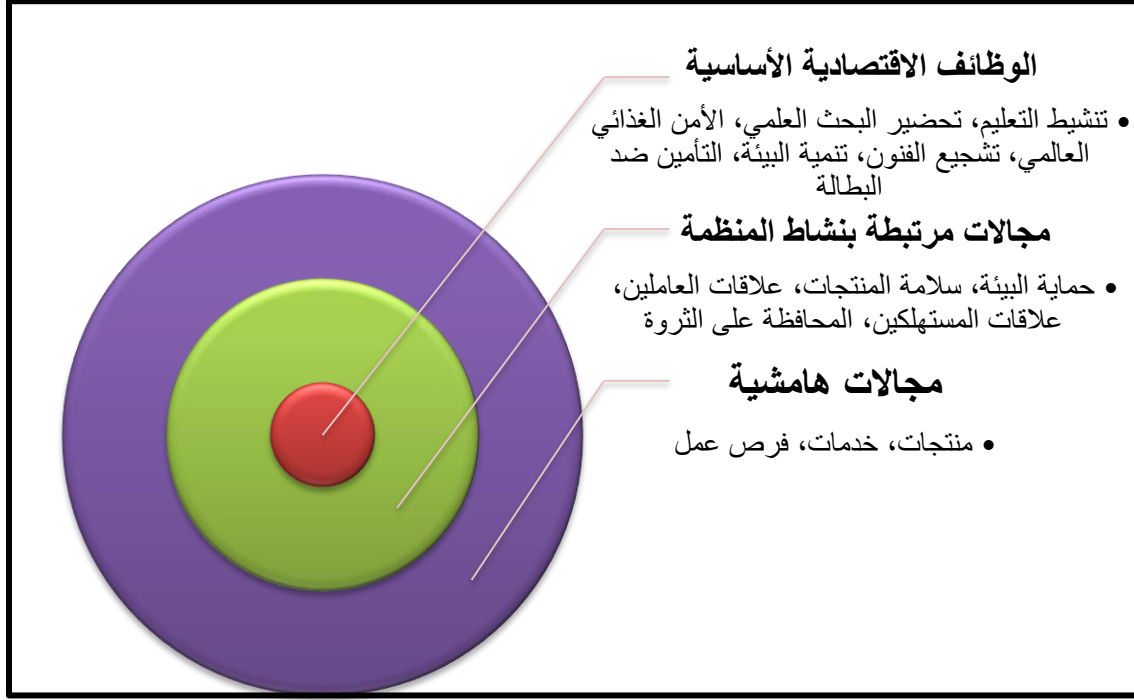 الوظائف الاقتصادية الأساسية
• تنشيط التعليم، تحضير البحث العلمي، الأمن الغذائي
العالمي، تشجيع الفنون، تنمية البيئة، التأمين ضد
البطالة
مجالات مرتبطة بنشاط المنظمة
• حماية البيئة، سلامة المنتجات، علاقات العاملين،
علاقات المستهلكين، المحافظة على الثروة
مجالات هامشية
• منتجات، خدمات، فرص عمل